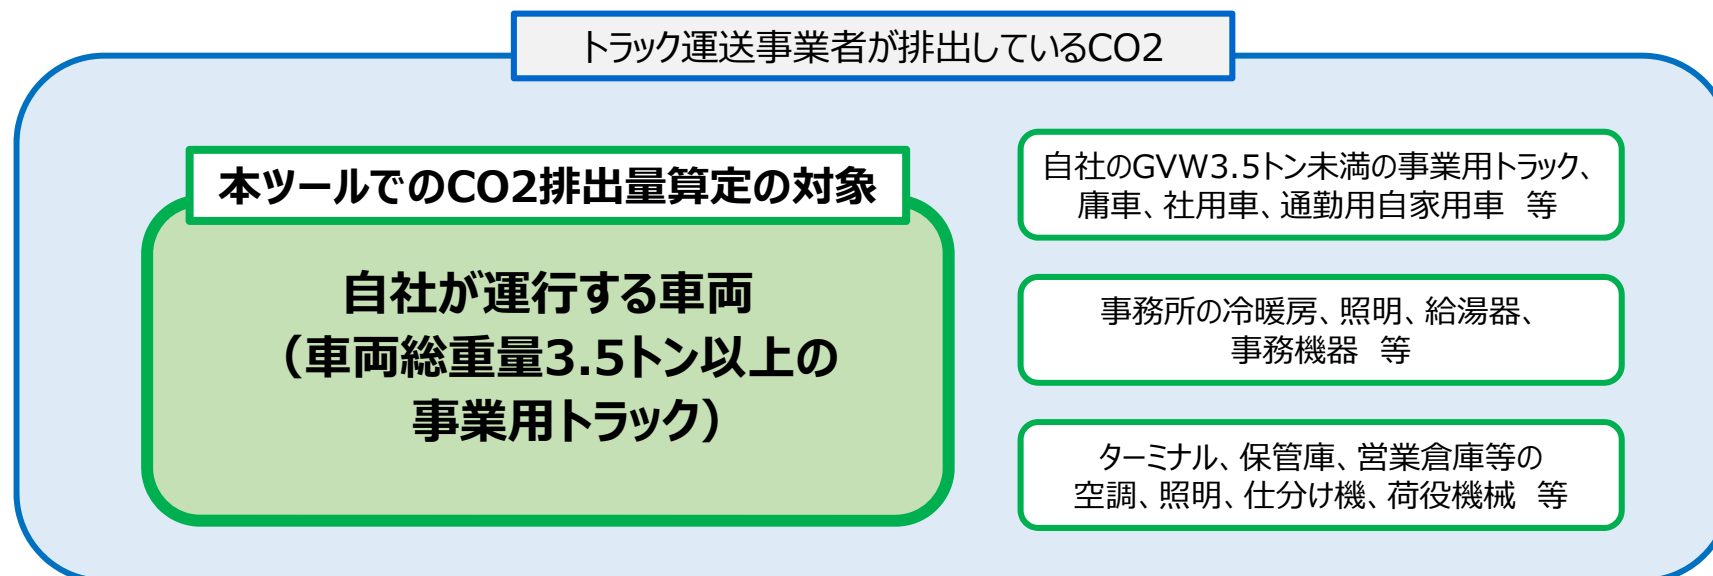 トラック運送事業者が排出しているCO2
本ツールでのCO2排出量算定の対象
自社が運行する車両
（車両総重量3.5トン以上の
事業用トラック）
自社のGVW3.5トン未満の事業用トラック、
庸車、社用車、通勤用自家用車　等
事務所の冷暖房、照明、給湯器、
事務機器　等
ターミナル、保管庫、営業倉庫等の
空調、照明、仕分け機、荷役機械　等